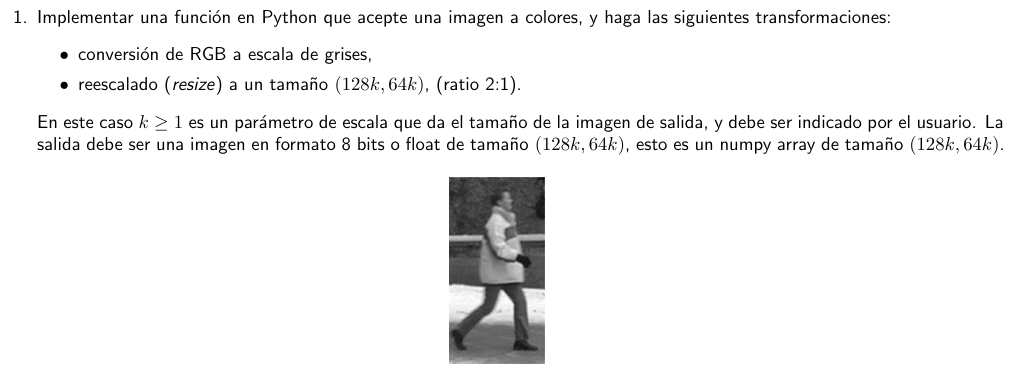 1. Implementar una función en Python que acepte una imagen a colores, y haga las siguientes transformaciones:
• conversión de RGB a escala de grises,
• reescalado (resize) a un tamaño (128k, 64k), (ratio 2:1).
En este caso k ≥ 1 es un parámetro de escala que da el tamaño de la imagen de salida, y debe ser indicado por el usuario. La
salida debe ser una imagen en formato 8 bits o float de tamaño (128k, 64k), esto es un numpy array de tamaño (128k, 64k).